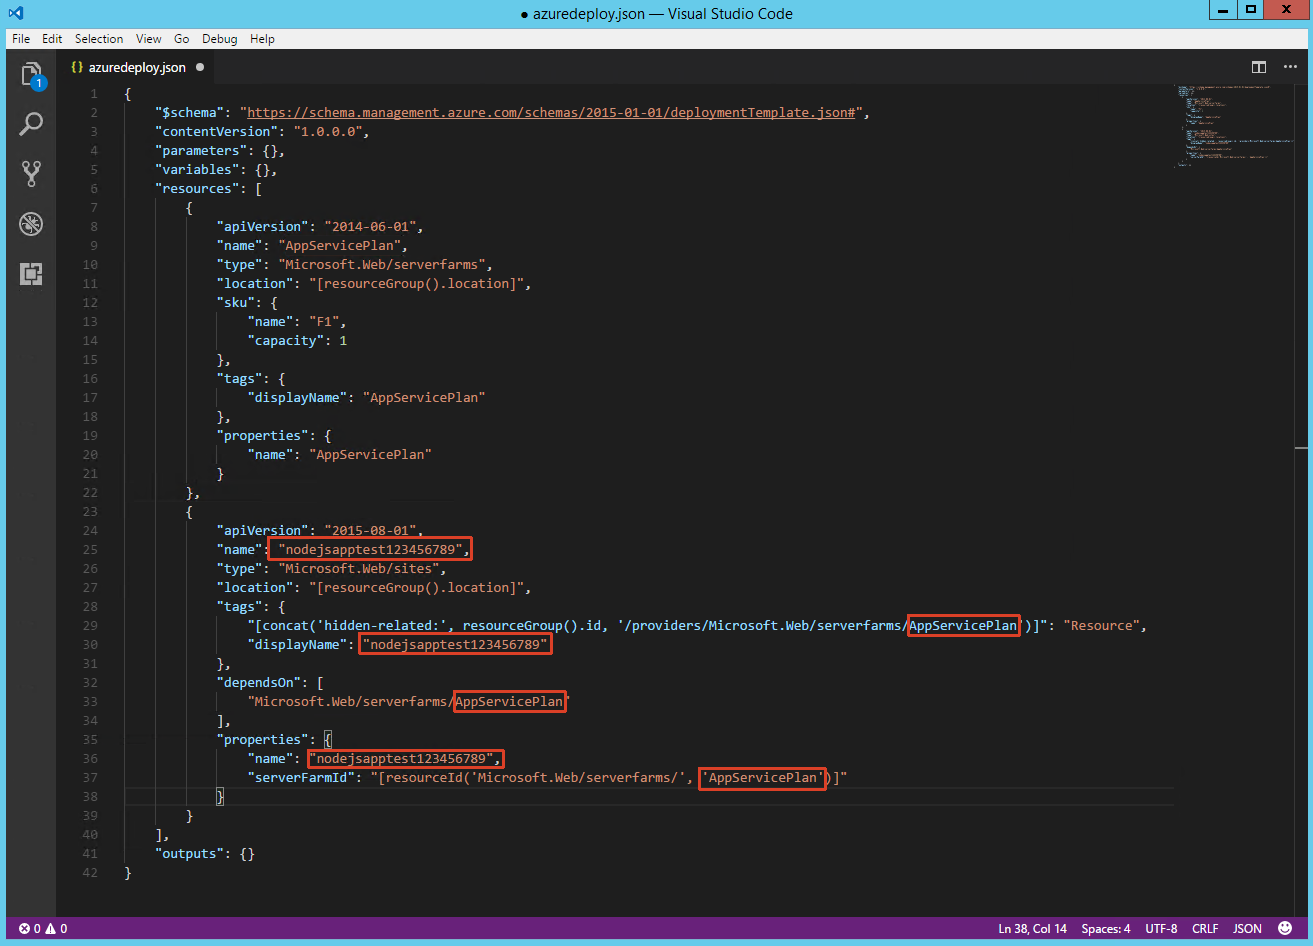 ● azuredeploy.json — Visual Studio Code
File Edit Selection View Go Debug Help
1
{} azuredeploy.json ●
1 {
2 "$schema": "https://schema.management.azure.com/schemas/2015-01-01/deploymentTemplate.json#",
3 "contentVersion": "1.0.0.0",
4 "parameters": {},
5 "variables": {},
6 "resources": [
7 {
8 "apiVersion": "2014-06-01",
9 "name": "AppServicePlan",
10 "type": "Microsoft.Web/serverfarms",
11 "location": "[resourceGroup().location]",
12 "sku": {
13 "name": "F1",
14 "capacity": 1
15 },
16 "tags": {
17 "displayName": "AppServicePlan"
18 },
19 "properties": {
20 "name": "AppServicePlan"
21 }
22 },
23 {
24 "apiVersion": "2015-08-01",
25 "name": "nodejsapptest123456789",
26 "type": "Microsoft.Web/sites",
27 "location": "[resourceGroup().location]",
28 "tags": {
29 "[concat('hidden-related:', resourceGroup().id, '/providers/Microsoft.Web/serverfarms/AppServicePlan')]": "Resource",
30 "displayName": "nodejsapptest123456789"
31 },
32 "dependsOn": [
33 "Microsoft.Web/serverfarms/AppServicePlan"
34 ],
35 "properties": {
36 "name": "nodejsapptest123456789",
37 "serverFarmId": "[resourceId('Microsoft.Web/serverfarms/', 'AppServicePlan')]"
38 }
39 }
40 ],
41 "outputs": {}
42 }
0 0 Ln 38, Col 14 Spaces: 4 UTF-8 CRLF JSON